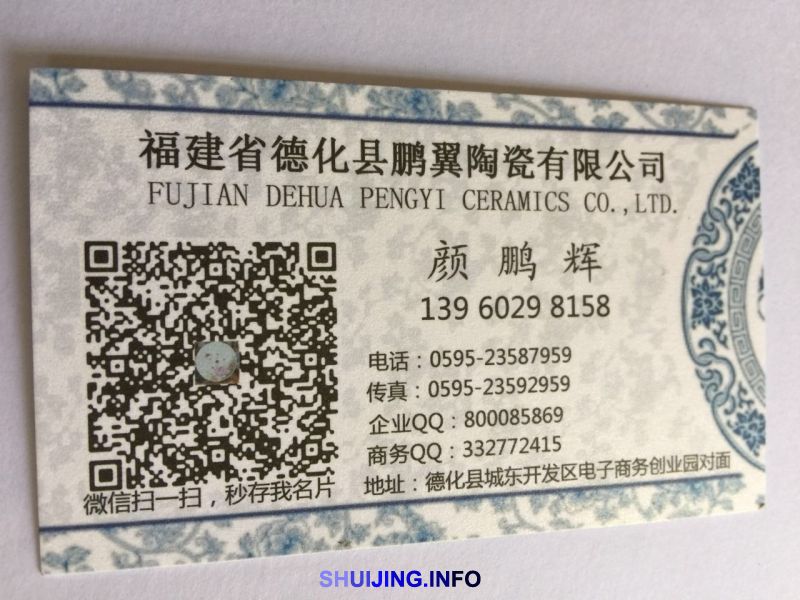 福建省德化县鹏翼陶瓷有限公司
FUJIAN DEHUA PENGYI CERAMICS CO.,LTD.
颜鹏辉
139 6029 8158
电话：0595-23587959
传真：0595-23592959
企业QQ：800085869
商务QQ：332772415
地址：德化县城东开发区电子商务创业园对面
微信扫一扫，秒存我名片
SHUIJING.INFO